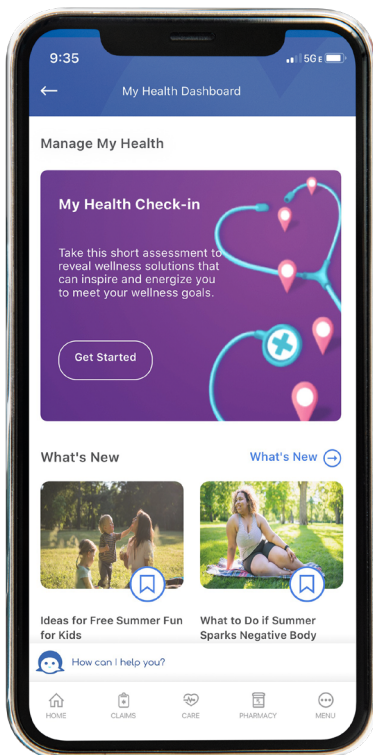 9:35
5G E
My Health Dashboard
Manage My Health
My Health Check-in
Take this short assessment to
reveal wellness solutions that
can inspire and energize you
to meet your wellness goals.
Get Started
What's New
What's New
Ideas for Free Summer Fun
for Kids
What to Do if Summer
Sparks Negative Body
How can I help you?
HOME
CLAIMS
CARE
PHARMACY
MENU